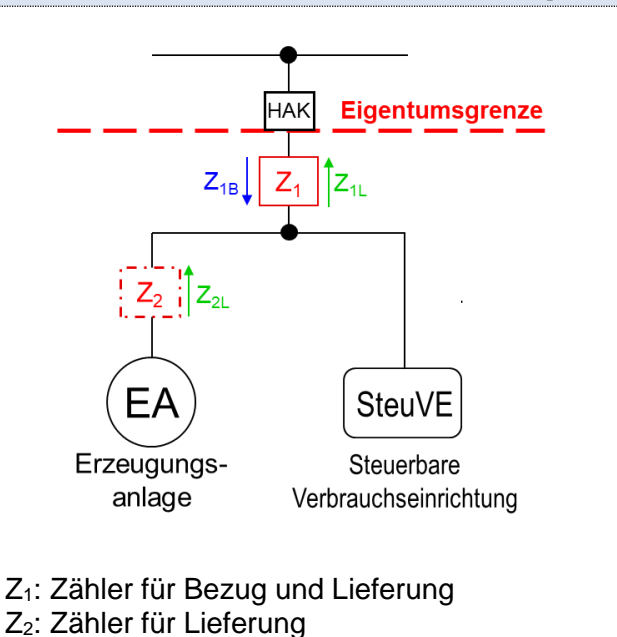 HAK Eigentumsgrenze
Z1B Z1 Z1L
Z2 Z2L
EA SteuVE
Erzeugungs-
anlage
Steuerbare
Verbrauchseinrichtung
Z1: Zähler für Bezug und Lieferung
Z2: Zähler für Lieferung